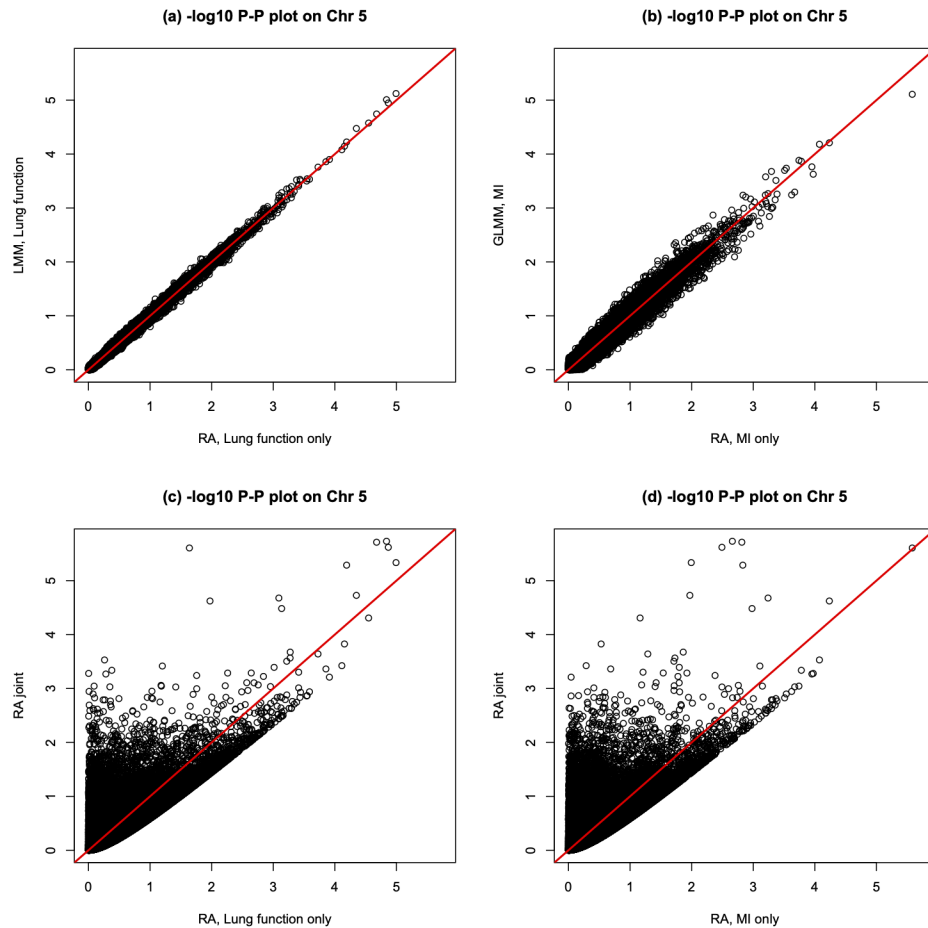 (a) -log10 P-P plot on Chr 5
LMM, Lung function
0 1 2 3 4 5
0 1 2 3 4 5
RA, Lung function only
(b) -log10 P-P plot on Chr 5
GLMM, MI
0 1 2 3 4 5
0 1 2 3 4 5
RA, MI only
(c) -log10 P-P plot on Chr 5
RA joint
0 1 2 3 4 5
0 1 2 3 4 5
RA, Lung function only
(d) -log10 P-P plot on Chr 5
RA joint
0 1 2 3 4 5
0 1 2 3 4 5
RA, MI only